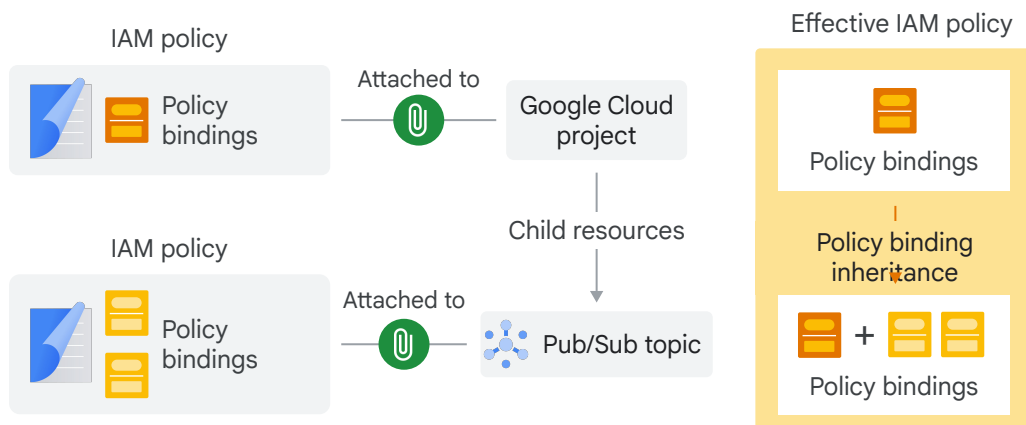 IAM policy
Policy
bindings
Attached to
Google Cloud
project
Child resources
IAM policy
Policy
bindings
Attached to
Pub/Sub topic
Effective IAM policy
Policy bindings
Policy binding
inheritance
+
Policy bindings